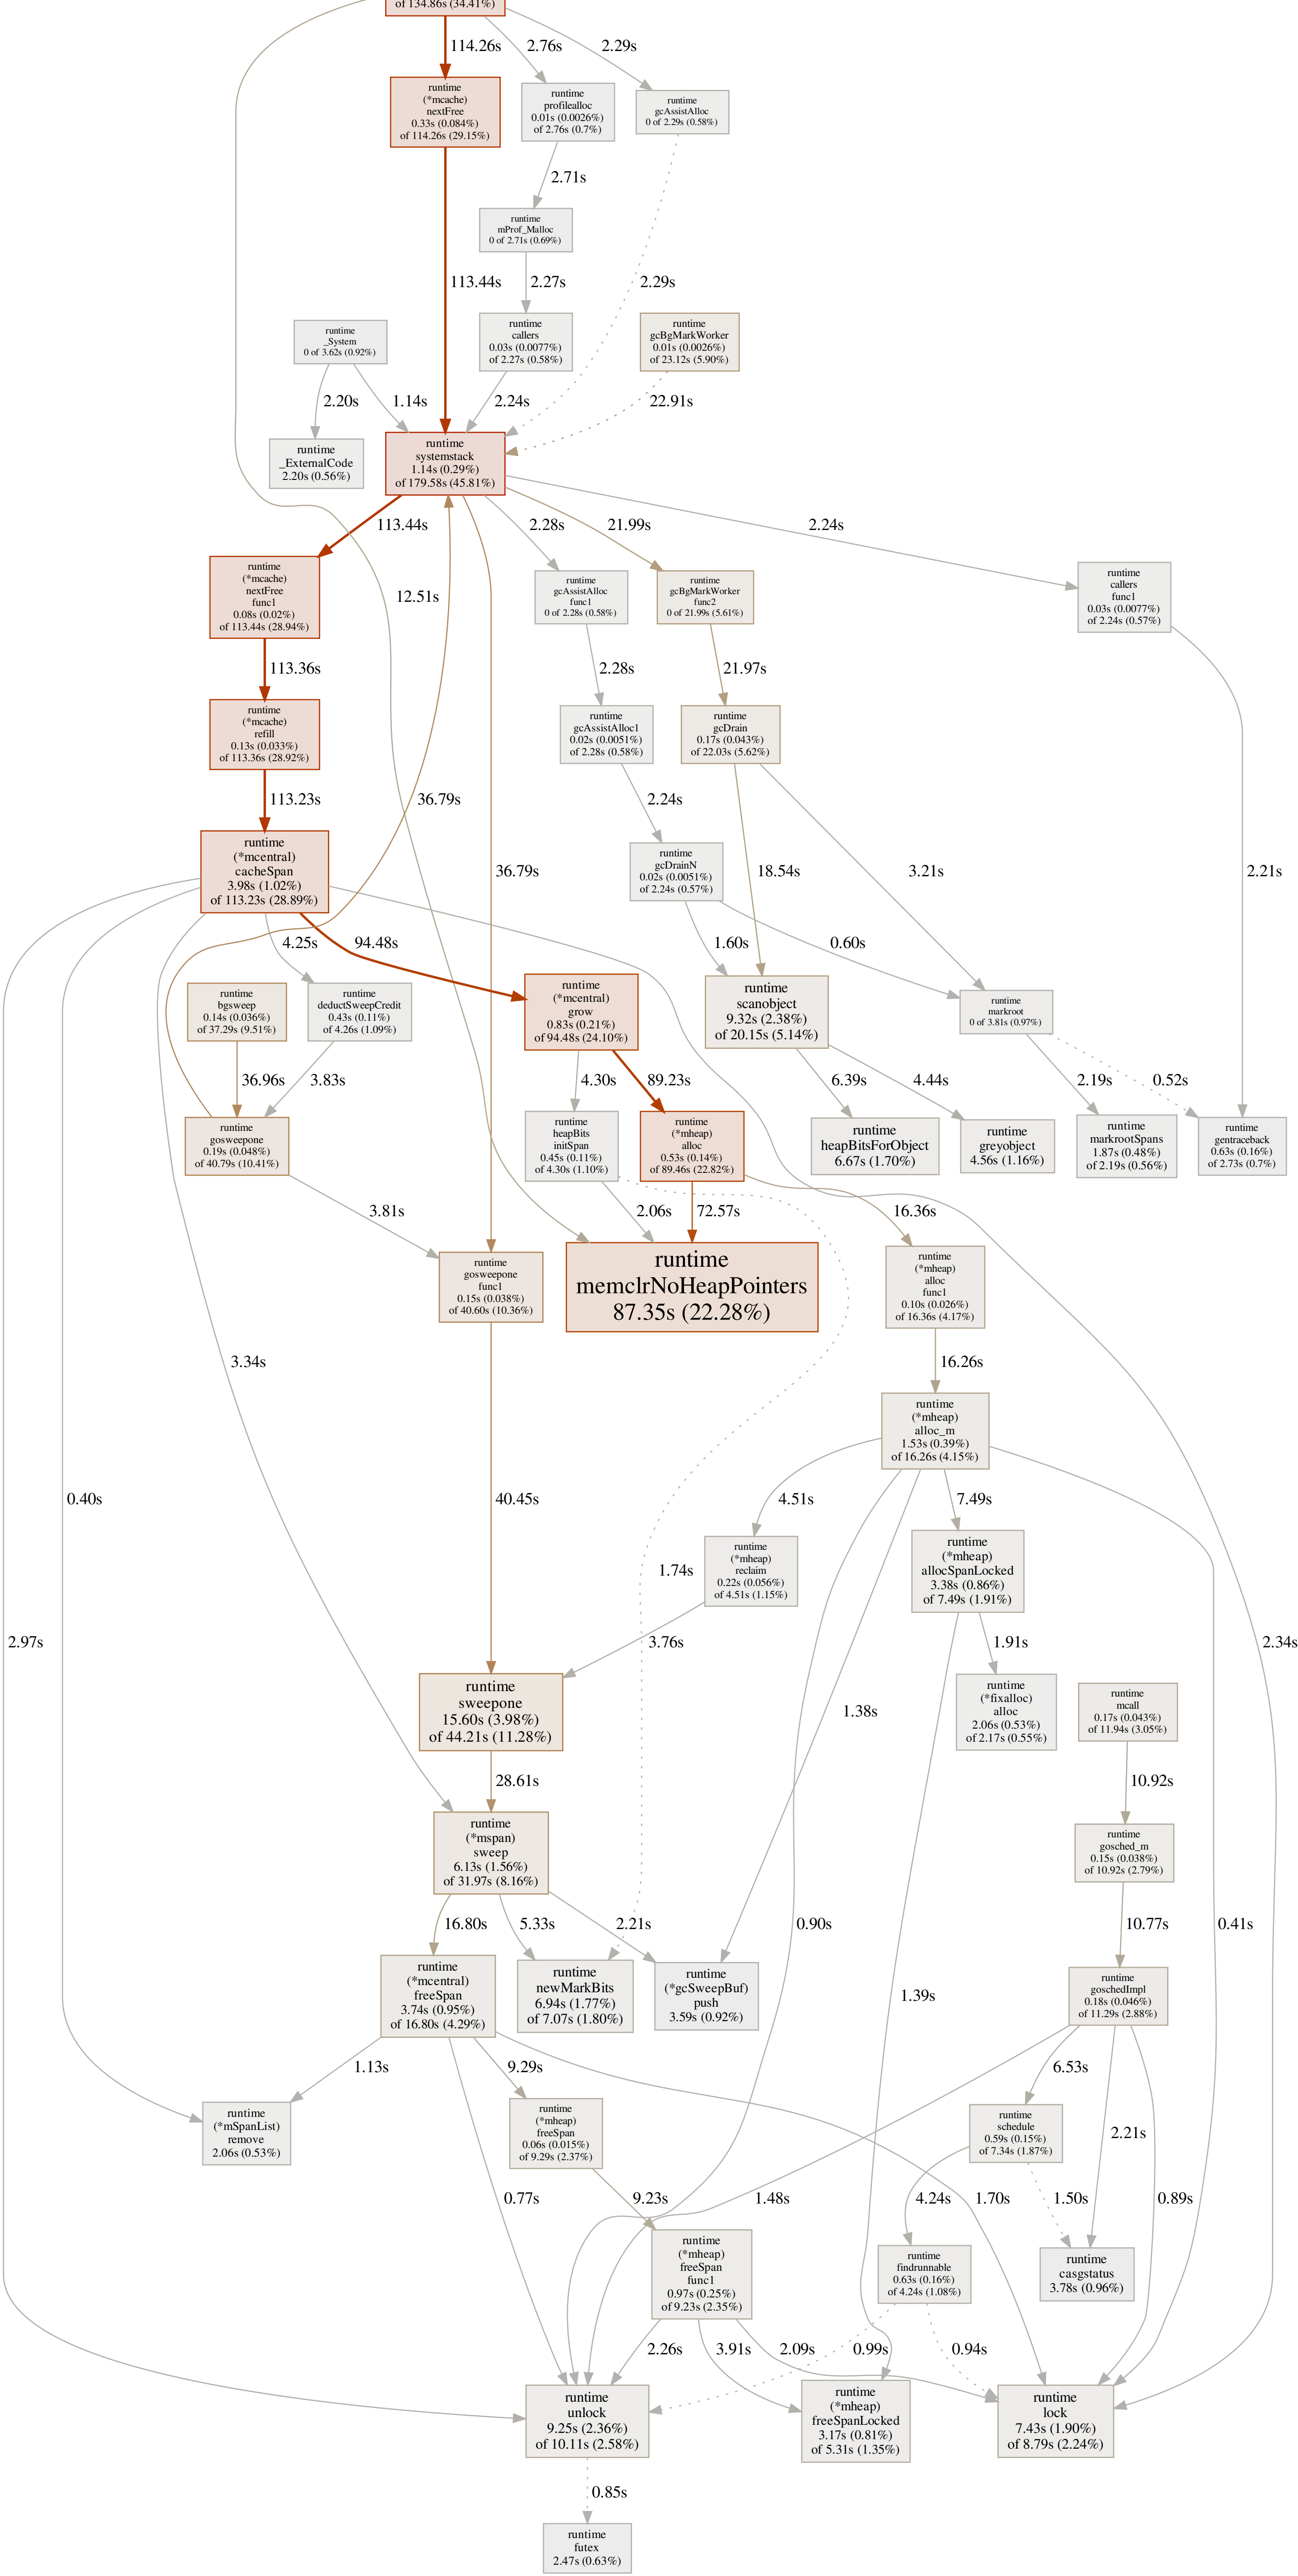 of 134.86s (34.41%)
114.26s
2.76s
2.29s
runtime
(*mcache)
nextFree
0.33s (0.084%)
of 114.26s (29.15%)
runtime
profilealloc
0.01s (0.0026%)
of 2.76s (0.7%)
runtime
gcAssistAlloc
0 of 2.29s (0.58%)
2.71s
runtime
mProf_Malloc
0 of 2.71s (0.69%)
113.44s
2.27s
2.29s
runtime
_System
0 of 3.62s (0.92%)
runtime
callers
0.03s (0.0077%)
of 2.27s (0.58%)
runtime
gcBgMarkWorker
0.01s (0.0026%)
of 23.12s (5.90%)
2.20s
1.14s
2.24s
22.91s
runtime
_ExternalCode
2.20s (0.56%)
runtime
systemstack
1.14s (0.29%)
of 179.58s (45.81%)
113.44s
2.28s
21.99s
2.24s
runtime
(*mcache)
nextFree
func1
0.08s (0.02%)
of 113.44s (28.94%)
12.51s
runtime
gcAssistAlloc
func1
0 of 2.28s (0.58%)
runtime
gcBgMarkWorker
func2
0 of 21.99s (5.61%)
runtime
callers
func1
0.03s (0.0077%)
of 2.24s (0.57%)
113.36s
2.28s
21.97s
runtime
(*mcache)
refill
0.13s (0.033%)
of 113.36s (28.92%)
runtime
gcAssistAlloc1
0.02s (0.0051%)
of 2.28s (0.58%)
runtime
gcDrain
0.17s (0.043%)
of 22.03s (5.62%)
113.23s
36.79s
2.24s
runtime
(*mcentral)
cacheSpan
3.98s (1.02%)
of 113.23s (28.89%)
36.79s
runtime
gcDrainN
0.02s (0.0051%)
of 2.24s (0.57%)
18.54s
3.21s
2.21s
4.25s
94.48s
1.60s
0.60s
runtime
bgsweep
0.14s (0.036%)
of 37.29s (9.51%)
runtime
deductSweepCredit
0.43s (0.11%)
of 4.26s (1.09%)
runtime
(*mcentral)
grow
0.83s (0.21%)
of 94.48s (24.10%)
runtime
scanobject
9.32s (2.38%)
of 20.15s (5.14%)
runtime
markroot
0 of 3.81s (0.97%)
36.96s
3.83s
4.30s
89.23s
6.39s
4.44s
2.19s
0.52s
runtime
gosweepone
0.19s (0.048%)
of 40.79s (10.41%)
runtime
heapBits
initSpan
0.45s (0.11%)
of 4.30s (1.10%)
runtime
(*mheap)
alloc
0.53s (0.14%)
of 89.46s (22.82%)
runtime
heapBitsForObject
6.67s (1.70%)
runtime
greyobject
4.56s (1.16%)
runtime
markrootSpans
1.87s (0.48%)
of 2.19s (0.56%)
runtime
gentraceback
0.63s (0.16%)
of 2.73s (0.7%)
3.81s
2.06s
72.57s
16.36s
runtime
gosweepone
func1
0.15s (0.038%)
of 40.60s (10.36%)
runtime
memclrNoHeapPointers
87.35s (22.28%)
runtime
(*mheap)
alloc
func1
0.10s (0.026%)
of 16.36s (4.17%)
3.34s
16.26s
runtime
(*mheap)
alloc_m
1.53s (0.39%)
of 16.26s (4.15%)
0.40s
40.45s
4.51s
7.49s
1.74s
runtime
(*mheap)
reclaim
0.22s (0.056%)
of 4.51s (1.15%)
runtime
(*mheap)
allocSpanLocked
3.38s (0.86%)
of 7.49s (1.91%)
2.97s
3.76s
1.91s
2.34s
runtime
sweepone
15.60s (3.98%)
of 44.21s (11.28%)
1.38s
runtime
(*fixalloc)
alloc
2.06s (0.53%)
of 2.17s (0.55%)
runtime
mcall
0.17s (0.043%)
of 11.94s (3.05%)
28.61s
10.92s
runtime
(*mspan)
sweep
6.13s (1.56%)
of 31.97s (8.16%)
runtime
gosched_m
0.15s (0.038%)
of 10.92s (2.79%)
16.80s
5.33s
2.21s
0.90s
10.77s
0.41s
runtime
(*mcentral)
freeSpan
3.74s (0.95%)
of 16.80s (4.29%)
runtime
newMarkBits
6.94s (1.77%)
of 7.07s (1.80%)
runtime
(*gcSweepBuf)
push
3.59s (0.92%)
1.39s
runtime
goschedImpl
0.18s (0.046%)
of 11.29s (2.88%)
1.13s
9.29s
6.53s
runtime
(*mSpanList)
remove
2.06s (0.53%)
runtime
(*mheap)
freeSpan
0.06s (0.015%)
of 9.29s (2.37%)
runtime
schedule
0.59s (0.15%)
of 7.34s (1.87%)
2.21s
0.77s
9.23s
1.48s
4.24s
1.70s
1.50s
0.89s
runtime
(*mheap)
freeSpan
func1
0.97s (0.25%)
of 9.23s (2.35%)
runtime
findrunnable
0.63s (0.16%)
of 4.24s (1.08%)
runtime
casgstatus
3.78s (0.96%)
2.26s
3.91s
2.09s
0.99s
0.94s
runtime
unlock
9.25s (2.36%)
of 10.11s (2.58%)
runtime
(*mheap)
freeSpanLocked
3.17s (0.81%)
of 5.31s (1.35%)
runtime
lock
7.43s (1.90%)
of 8.79s (2.24%)
0.85s
runtime
futex
2.47s (0.63%)